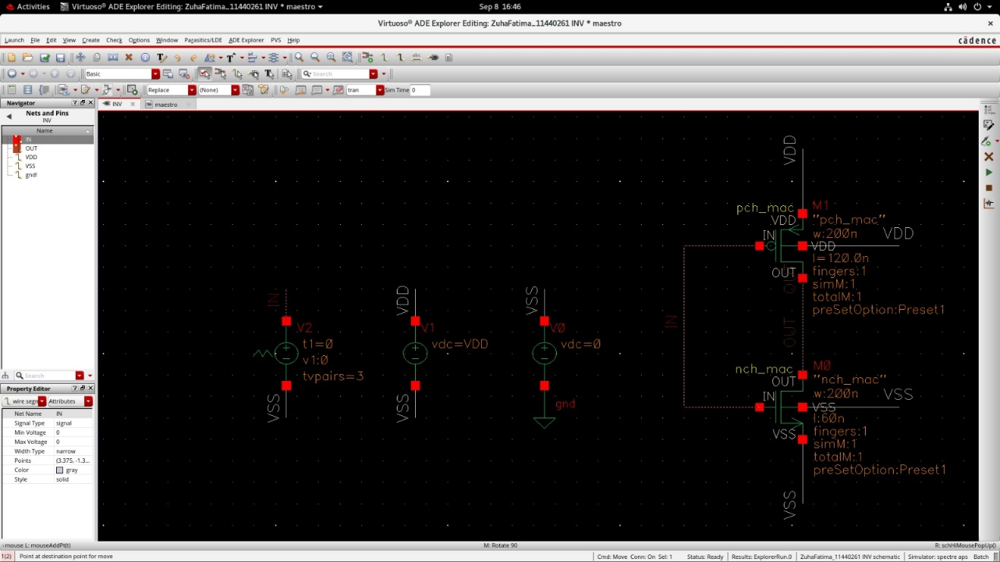 Activities Virtuoso® ADE Explorer Editing: ZuhaFatima_11440261 INV * maestro Sep 8 16:46
Virtuoso® ADE Explorer Editing: ZuhaFatima_11440261 INV * maestro ×
Launch File Edit View Create Check Options Window Parasitics/LDE ADE Explorer PVS Help cādence
Basic Search
Replace (None) tran Sim Time 0
Navigator INV maestro
Nets and Pins
INV
Name
IN
OUT
VDD
VSS
gnd!
Search
Property Editor
wire segr Attributes
Net Name IN
Signal Type signal
Min Voltage 0
Max Voltage 0
Width Type narrow
Points (3.375, -1.3...
Color gray
Style solid
IN
V2
t1=0
v1:0
tvpairs=3
VSS
VDD
V1
vdc=VDD
VSS
VSS
V0
vdc=0
gnd
IN
VDD
pch_mac M1
VDD "pch_mac"
IN w:200n VDD
VDD
l=120.0n
OUT fingers:1
OUT simM:1
totalM:1
preSetOption:Preset1
OUT
nch_mac M0
OUT "nch_mac"
IN w:200n VSS
VSS
l:60n
VSS fingers:1
simM:1
totalM:1
preSetOption:Preset1
VSS
mouse L: mouseAddPt(t) M: Rotate 90 R: schHiMousePopUp()
1(2) Point at destination point for move Cmd: Move Conn: On Sel: 1 Status: Ready Results: ExplorerRun.0 ZuhaFatima_11440261 INV schematic Simulator: spectre aps Batch